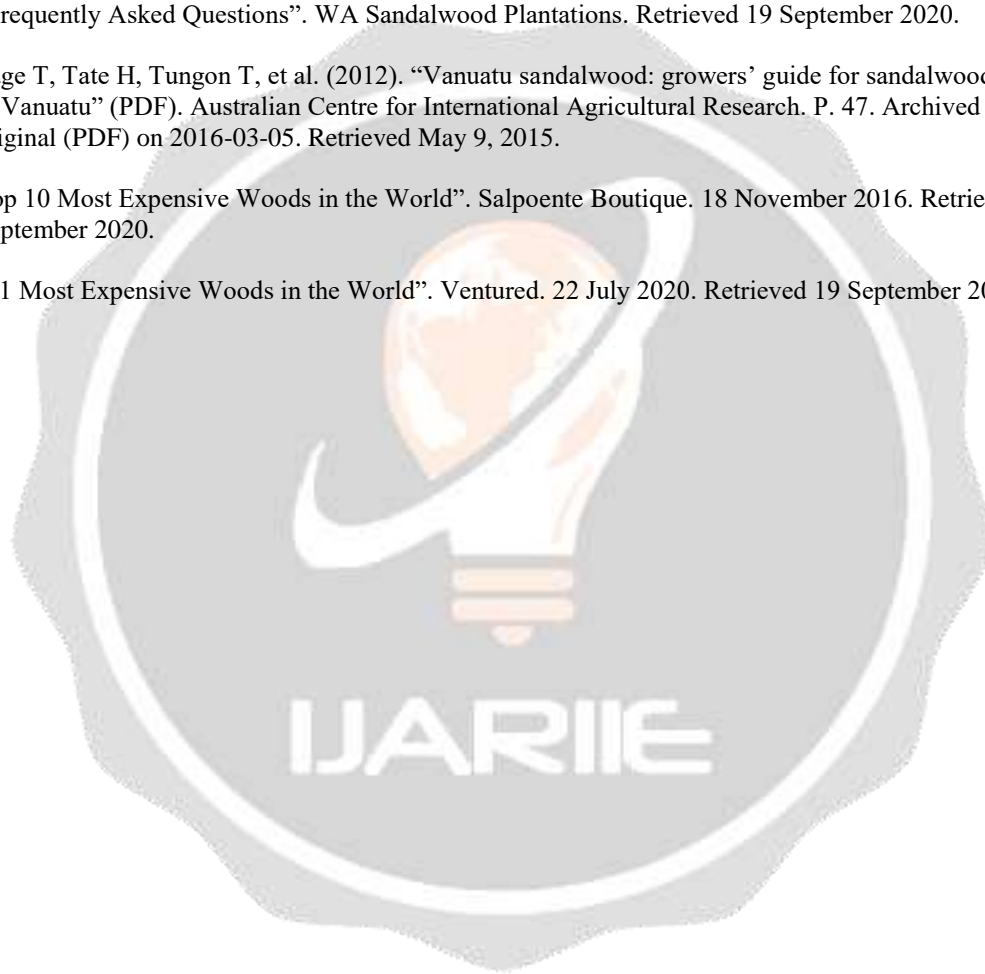 requently Asked Questions”. WA Sandalwood Plantations. Retrieved 19 September 2020.
ge T, Tate H, Tungon T, et al. (2012). “Vanuatu sandalwood: growers’ guide for sandalwood
Vanuatu” (PDF). Australian Centre for International Agricultural Research. P. 47. Archived
iginal (PDF) on 2016-03-05. Retrieved May 9, 2015.
op 10 Most Expensive Woods in the World”. Salpoente Boutique. 18 November 2016. Retrie
ptember 2020.
1 Most Expensive Woods in the World”. Ventured. 22 July 2020. Retrieved 19 September 20
IJARIIE